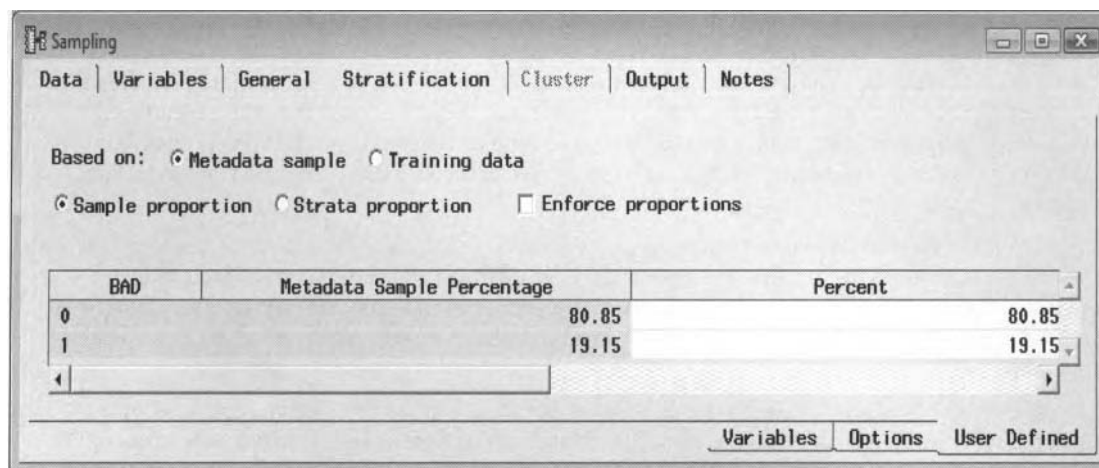 Sampling
Data Variables General Stratification Cluster Output Notes
Based on: Metadata sample Training data
Sample proportion Strata proportion Enforce proportions
BAD Metadata Sample Percentage Percent
0 80.85 80.85
1 19.15 19.15
Variables Options User Defined